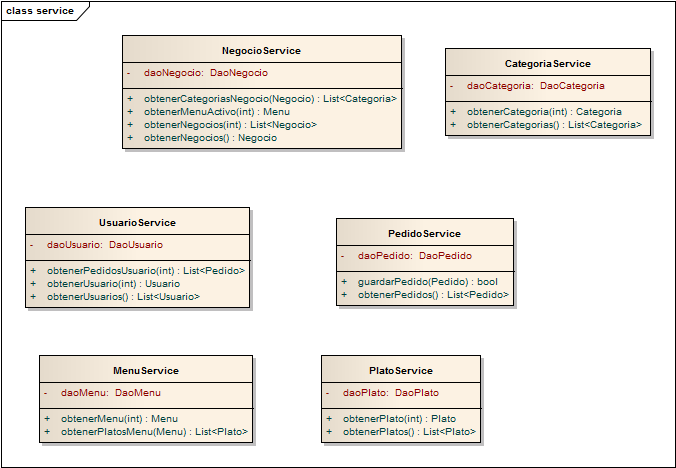 class service
NegocioService
- daoNegocio: DaoNegocio
+ obtenerCategoriasNegocio(Negocio) : List<Categoria>
+ obtenerMenuActivo(int) : Menu
+ obtenerNegocios(int) : List<Negocio>
+ obtenerNegocios() : Negocio
CategoriaService
- daoCategoria: DaoCategoria
+ obtenerCategoria(int) : Categoria
+ obtenerCategorias() : List<Categoria>
UsuarioService
- daoUsuario: DaoUsuario
+ obtenerPedidosUsuario(int) : List<Pedido>
+ obtenerUsuario(int) : Usuario
+ obtenerUsuarios() : List<Usuario>
PedidoService
- daoPedido: DaoPedido
+ guardarPedido(Pedido) : bool
+ obtenerPedidos() : List<Pedido>
MenuService
- daoMenu: DaoMenu
+ obtenerMenu(int) : Menu
+ obtenerPlatosMenu(Menu) : List<Plato>
PlatoService
- daoPlato: DaoPlato
+ obtenerPlato(int) : Plato
+ obtenerPlatos() : List<Plato>